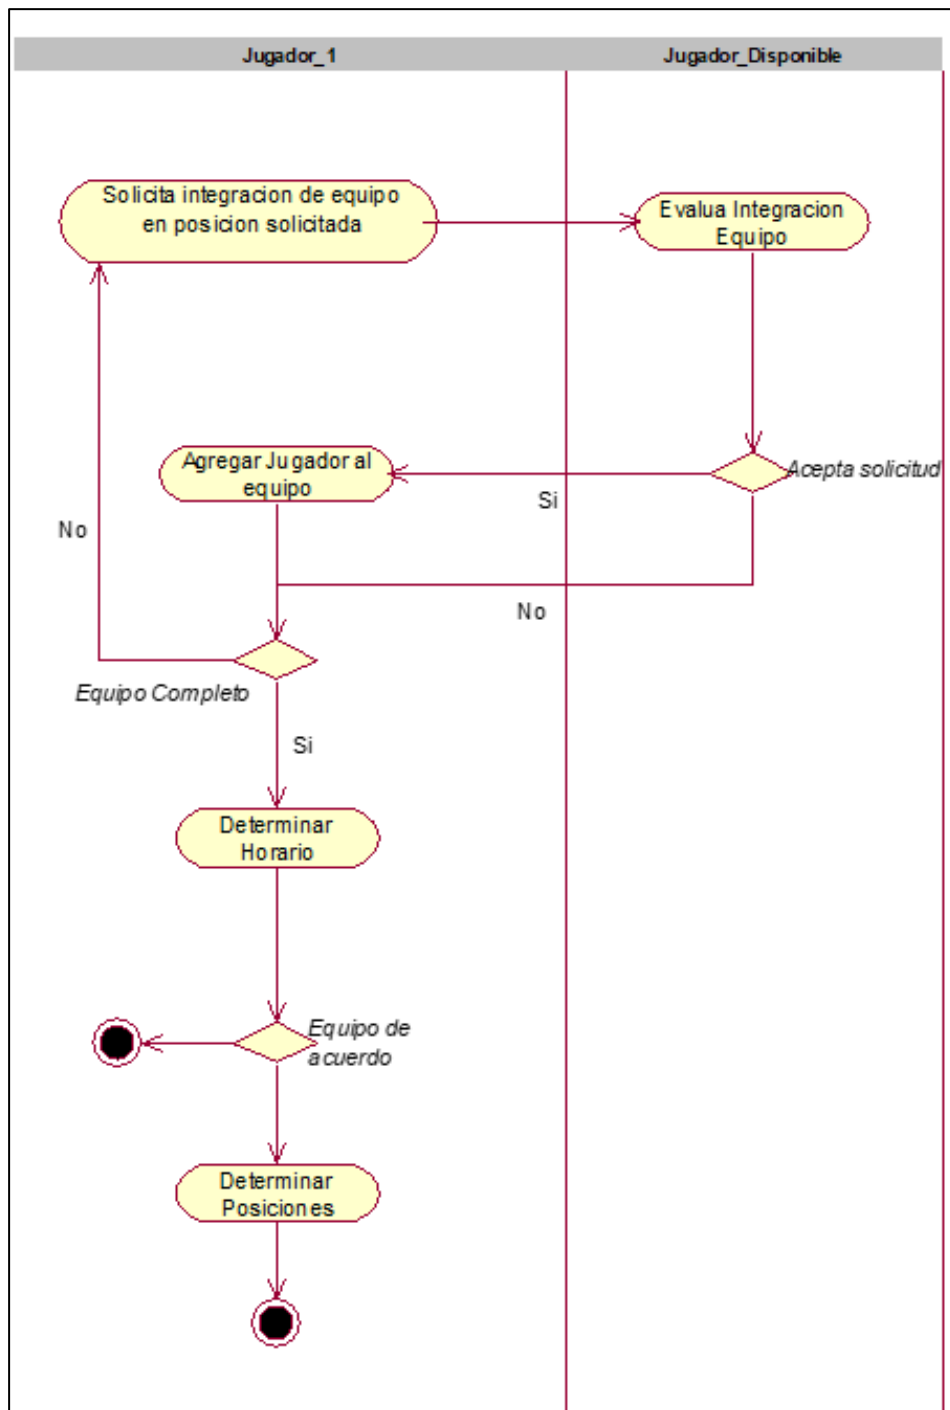 Jugador_1
Jugador_Disponible
Solicita integracion de equipo
en posicion solicitada
Evalua Integracion
Equipo
Agregar Jugador al
equipo
Acepta solicitud
Si
No
No
Equipo Completo
Si
Determinar
Horario
Equipo de
acuerdo
Determinar
Posiciones